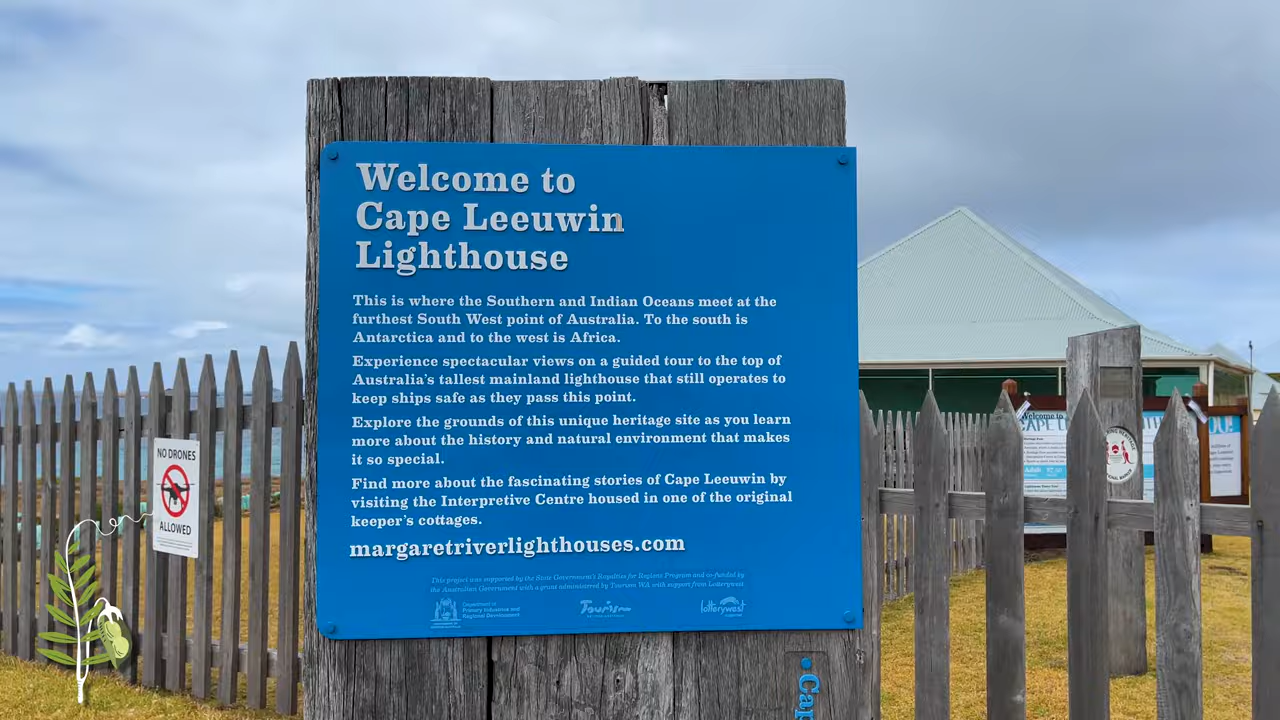 Welcome to
Cape Leeuwin
Lighthouse
This is where the Southern and Indian Oceans meet at the
furthest South West point of Australia. To the south is
Antarctica and to the west is Africa.
Experience spectacular views on a guided tour to the top of
Australia's tallest mainland lighthouse that still operates to
keep ships safe as they pass this point.
Explore the grounds of this unique heritage site as you learn
more about the history and natural environment that makes
it so special.
Find more about the fascinating stories of Cape Leeuwin by
visiting the Interpretive Centre housed in one of the original
keeper's cottages.
margaretriverlighthouses.com
This project was supported by the State Government's Royalties for Regions Program and co-funded by
the Australian Government with a grant administered by Tourism WA with support from Lotterywest
Department of
Primary Industries and
Regional Development
Tourism
lotterywest
NO DRONES
ALLOWED
Welcome to
CAPE L
Cap